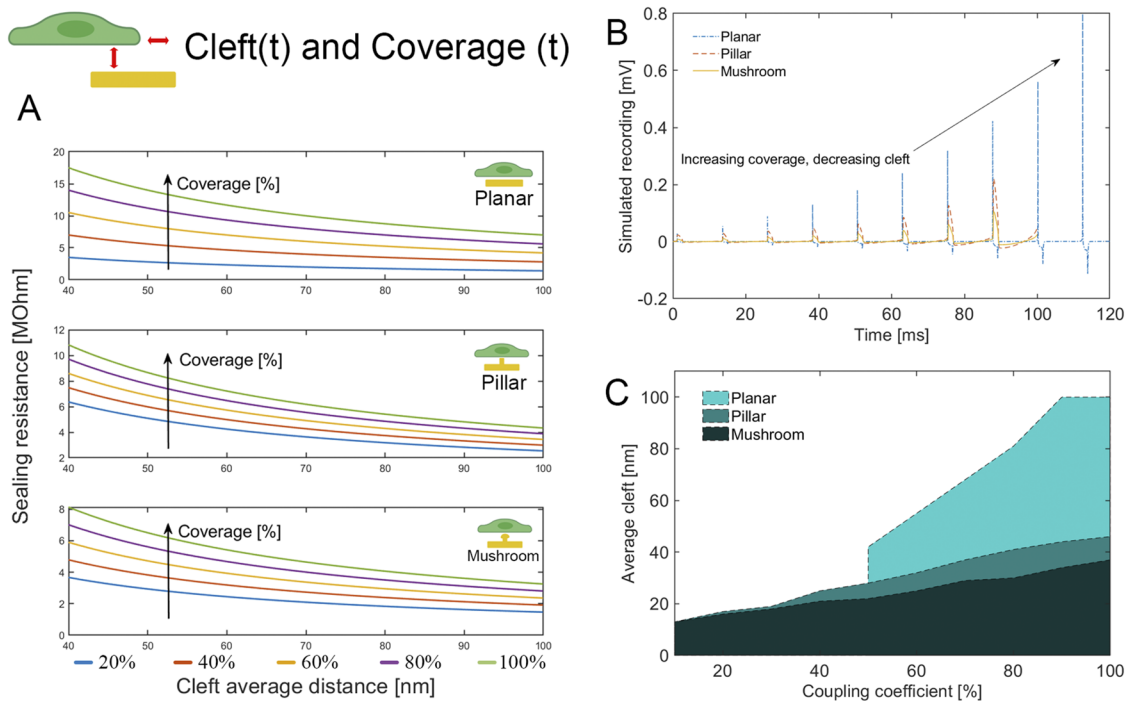 Cleft(t) and Coverage (t)
A
Sealing resistance [MOhm]
20
15
10
5
0
Coverage [%]
Planar
40 50 60 70 80 90 100
12
10
8
6
4
2
Coverage [%]
Pillar
40 50 60 70 80 90 100
8
6
4
2
0
Coverage [%]
Mushroom
40 50 60 70 80 90 100
20% 40% 60% 80% 100%
Cleft average distance [nm]
B
Simulated recording [mV]
0.8
0.6
0.4
0.2
0
-0.2
Planar
Pillar
Mushroom
Increasing coverage, decreasing cleft
0 20 40 60 80 100 120
Time [ms]
C
Average cleft [nm]
100
80
60
40
20
0
Planar
Pillar
Mushroom
20 40 60 80 100
Coupling coefficient [%]